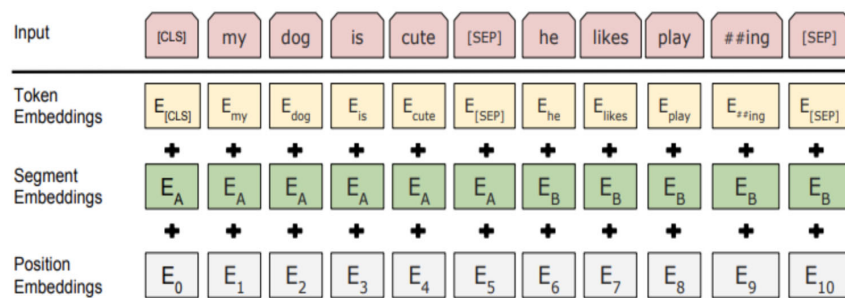 Input [CLS] my dog is cute [SEP] he likes play ##ing [SEP]
Token Embeddings E[CLS] Emy Edog Eis Ecute E[SEP] Ehe Elikes Eplay E##ing E[SEP]
+ + + + + + + + + + +
Segment Embeddings EA EA EA EA EA EA EB EB EB EB EB
+ + + + + + + + + + +
Position Embeddings E0 E1 E2 E3 E4 E5 E6 E7 E8 E9 E10